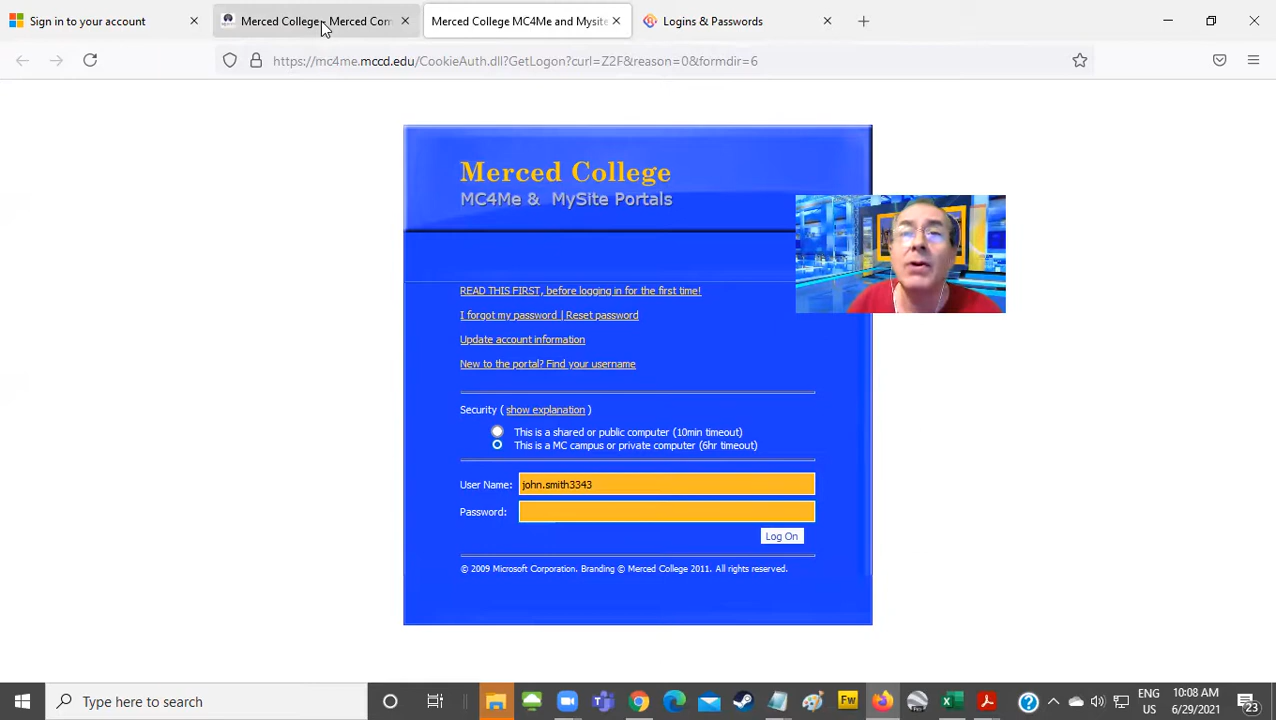 Sign in to your account
Merced College - Merced Com
Merced College MC4Me and Mysite
Logins & Passwords
https://mc4me.mccd.edu/CookieAuth.dll?GetLogon?curl=Z2F&reason=0&formdir=6
Merced College
MC4Me & MySite Portals
READ THIS FIRST, before logging in for the first time!
I forgot my password | Reset password
Update account information
New to the portal? Find your username
Security ( show explanation )
This is a shared or public computer (10min timeout)
This is a MC campus or private computer (6hr timeout)
User Name: john.smith3343
Password:
Log On
© 2009 Microsoft Corporation. Branding © Merced College 2011. All rights reserved.
Type here to search
Fw
ENG
US
10:08 AM
6/29/2021
23